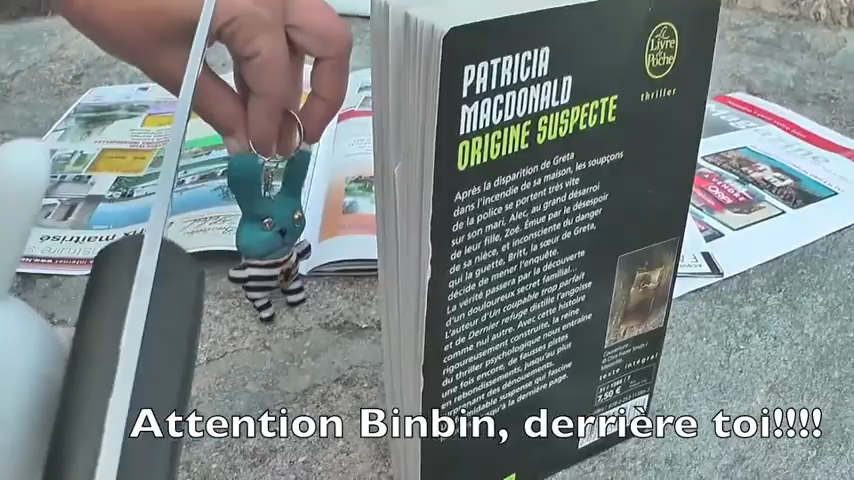 PATRICIA
MACDONALD
ORIGINE SUSPECTE
Le
Livre
de
Poche
thriller
Après la disparition de Greta
dans l'incendie de sa maison, les soupçons
de la police se portent très vite
sur son mari, Alec, au grand désarroi
de leur fille, Zoé. Émue par le désespoir
de sa nièce, et inconsciente du danger
qui la guette, Britt, la sœur de Greta,
décide de mener l'enquête.
La vérité passera par la découverte
d'un douloureux secret familial...
L'auteur d'Un coupable trop parfait
et de Dernier refuge distille l'angoisse
comme nul autre. Avec cette histoire
rigoureusement construite, la reine
du thriller psychologique nous entraîne
une fois encore, de fausses pistes
en rebondissements, jusqu'au plus
surprenant des dénouements.
suspense qui fascine
jusqu'à la dernière page.
Couverture :
texte intégral
7,50 €
Attention Binbin, derrière toi!!!!